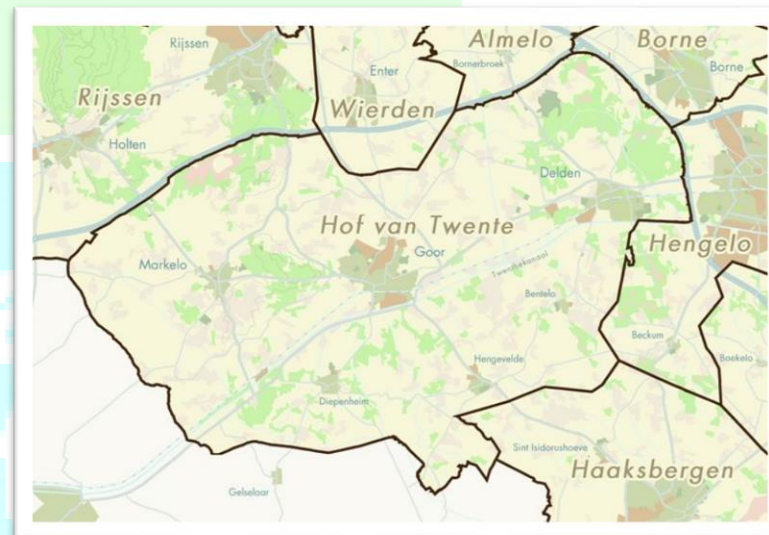 Almelo
Borne
Rijssen
Bornerbroek
Enter
Borne
Rijssen
Wierden
Holten
Delden
Hof van Twente
Hengelo
Goor
Markelo
Twenthekanaal
Bentelo
Beckum
Hengevelde
Boekelo
Diepenheim
Sint Isidorushoeve
Haaksbergen
Gelselaar